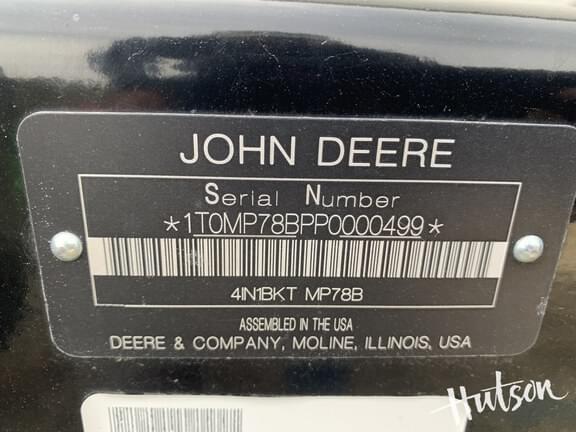 JOHN DEERE
Serial Number
*1T0MP78BPP0000499*
4IN1BKT MP78B
ASSEMBLED IN THE USA
DEERE & COMPANY, MOLINE, ILLINOIS, USA
Hutson